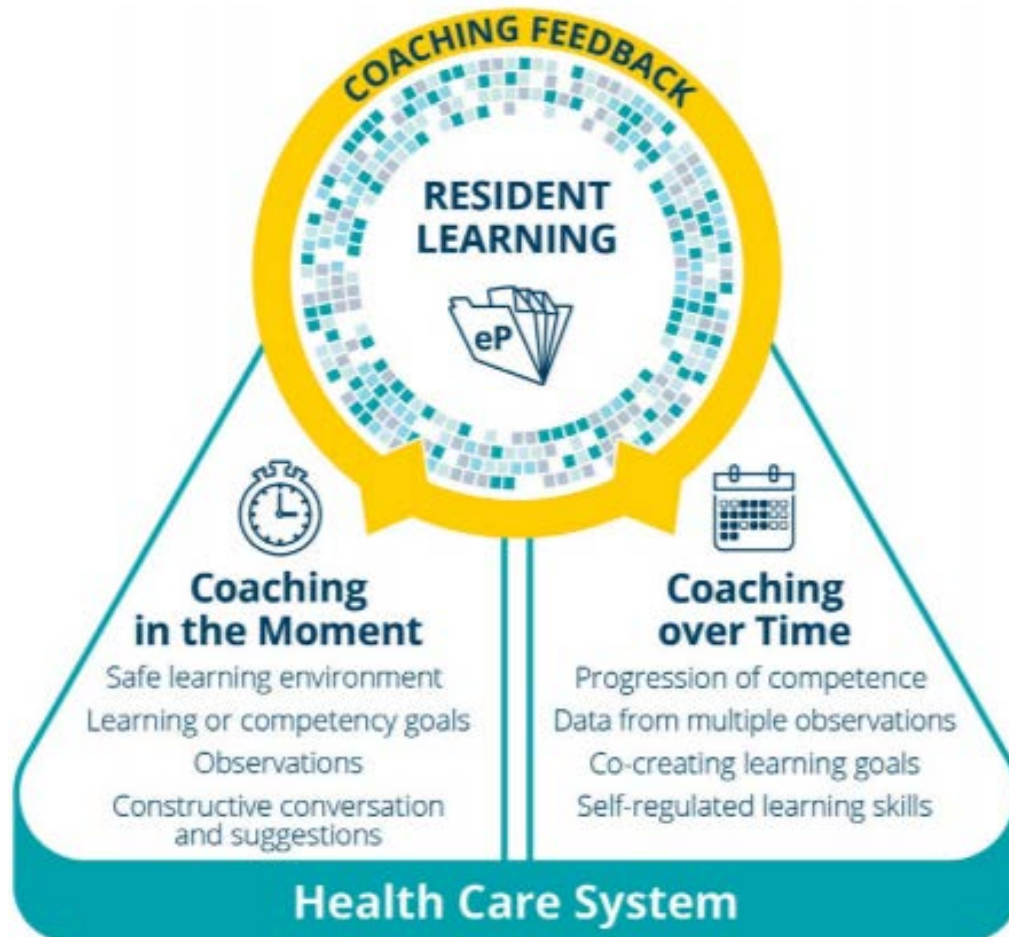 COACHING FEEDBACK
RESIDENT
LEARNING
eP
Coaching
in the Moment
Safe learning environment
Learning or competency goals
Observations
Constructive conversation
and suggestions
Coaching
over Time
Progression of competence
Data from multiple observations
Co-creating learning goals
Self-regulated learning skills
Health Care System